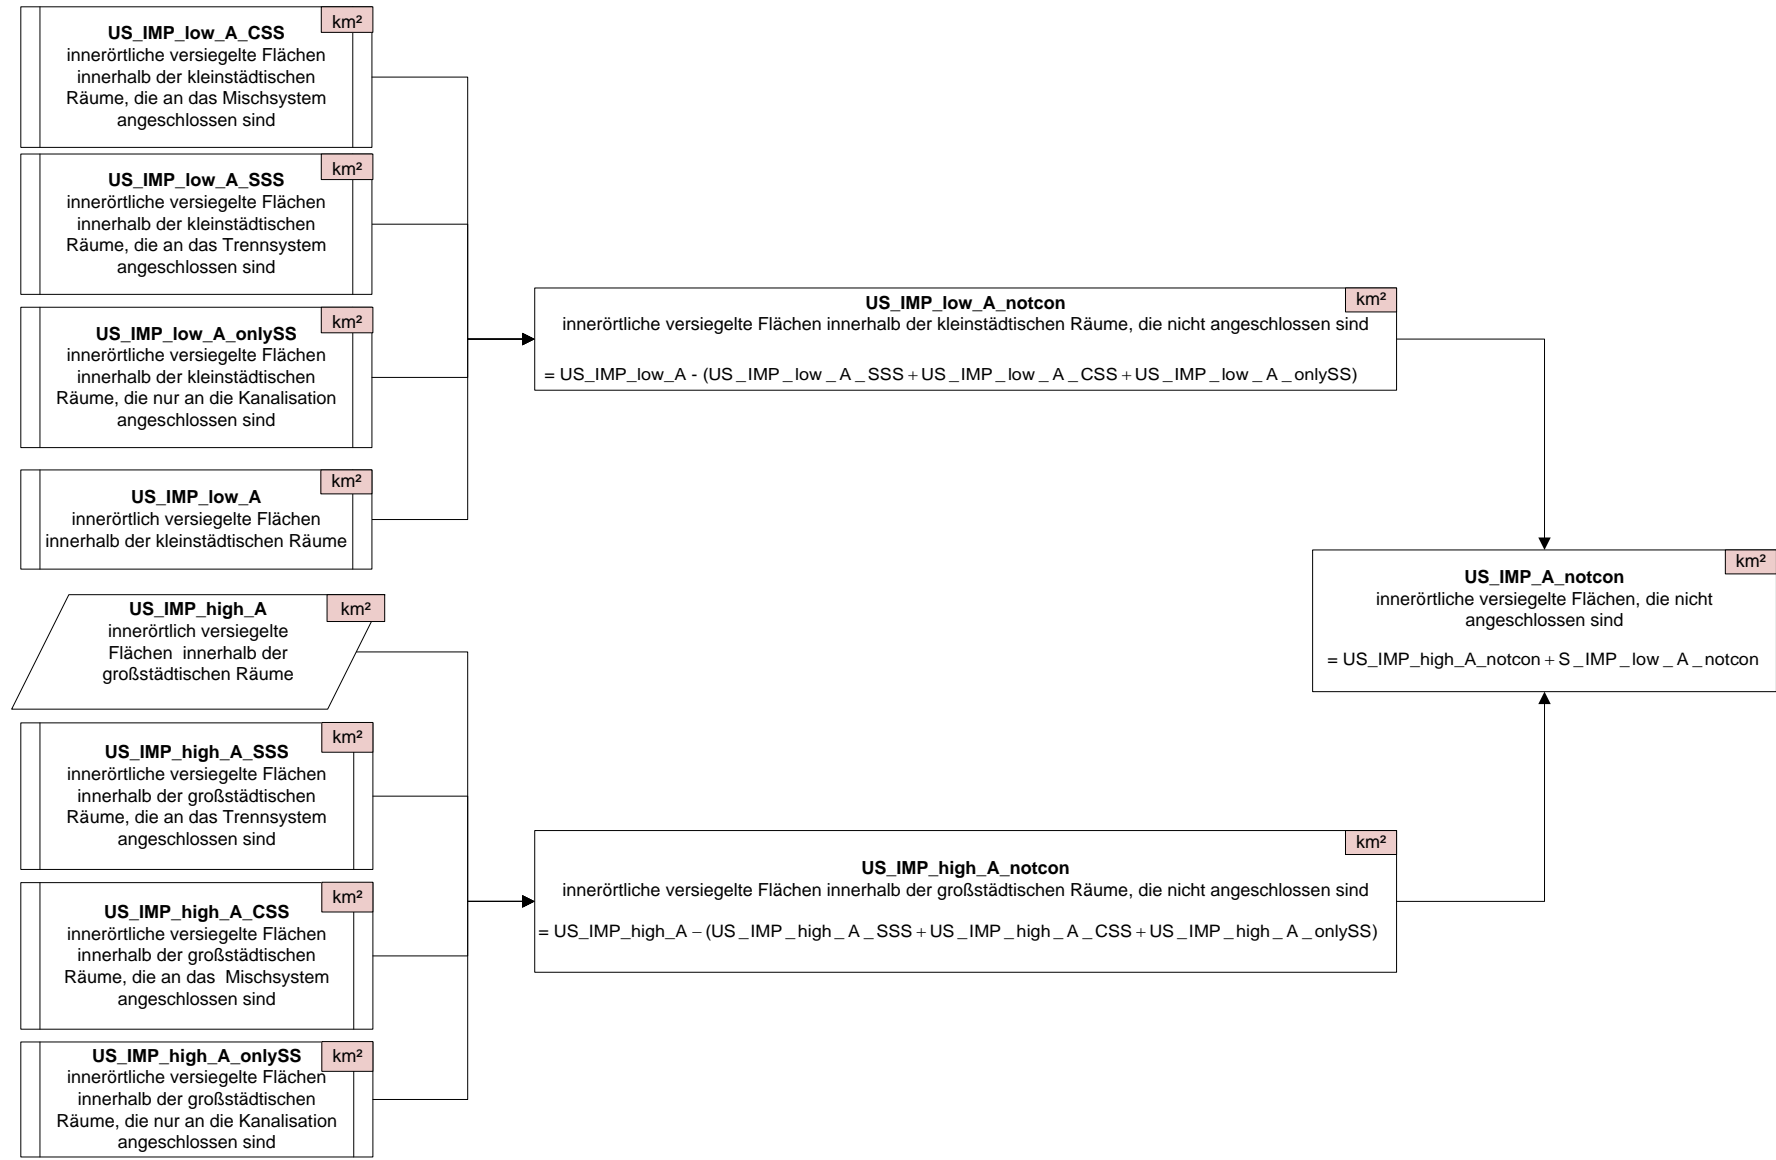 km²
US_IMP_low_A_CSS
innerörtliche versiegelte Flächen
innerhalb der kleinstädtischen
Räume, die an das Mischsystem
angeschlossen sind
km²
US_IMP_low_A_SSS
innerörtliche versiegelte Flächen
innerhalb der kleinstädtischen
Räume, die an das Trennsystem
angeschlossen sind
km²
US_IMP_low_A_onlySS
innerörtliche versiegelte Flächen
innerhalb der kleinstädtischen
Räume, die nur an die Kanalisation
angeschlossen sind
km²
US_IMP_low_A
innerörtlich versiegelte Flächen
innerhalb der kleinstädtischen Räume
km²
US_IMP_high_A
innerörtlich versiegelte
Flächen innerhalb der
großstädtischen Räume
km²
US_IMP_high_A_SSS
innerörtliche versiegelte Flächen
innerhalb der großstädtischen
Räume, die an das Trennsystem
angeschlossen sind
km²
US_IMP_high_A_CSS
innerörtliche versiegelte Flächen
innerhalb der großstädtischen
Räume, die an das Mischsystem
angeschlossen sind
km²
US_IMP_high_A_onlySS
innerörtliche versiegelte Flächen
innerhalb der großstädtischen
Räume, die nur an die Kanalisation
angeschlossen sind
km²
US_IMP_low_A_notcon
innerörtliche versiegelte Flächen innerhalb der kleinstädtischen Räume, die nicht angeschlossen sind
= US_IMP_low_A - (US_IMP_low_A_SSS + US_IMP_low_A_CSS + US_IMP_low_A_onlySS)
km²
US_IMP_high_A_notcon
innerörtliche versiegelte Flächen innerhalb der großstädtischen Räume, die nicht angeschlossen sind
= US_IMP_high_A – (US_IMP_high_A_SSS + US_IMP_high_A_CSS + US_IMP_high_A_onlySS)
km²
US_IMP_A_notcon
innerörtliche versiegelte Flächen, die nicht
angeschlossen sind
= US_IMP_high_A_notcon + S_IMP_low_A_notcon